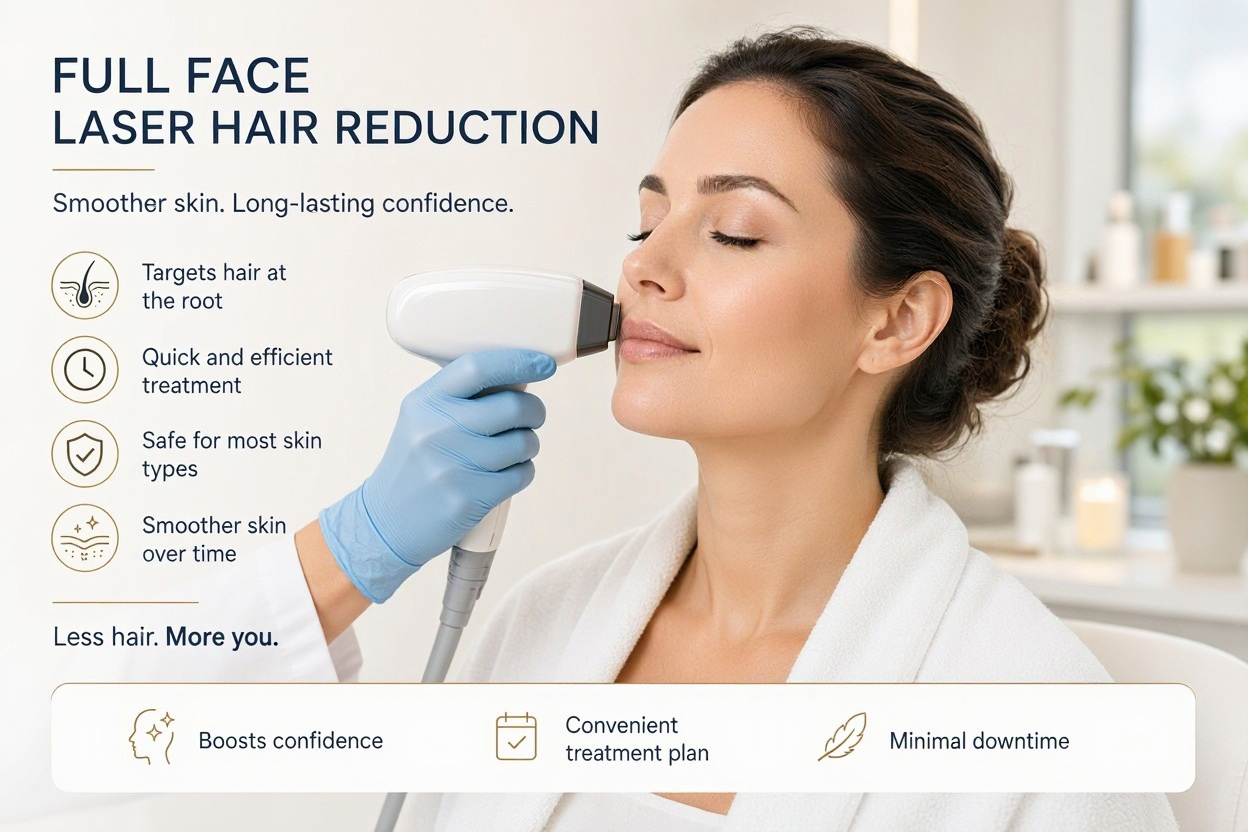 FULL FACE
LASER HAIR REDUCTION
Smoother skin. Long-lasting confidence.
Targets hair at
the root
Quick and efficient
treatment
Safe for most skin
types
Smoother skin
over time
Less hair. More you.
Boosts confidence
Convenient
treatment plan
Minimal downtime